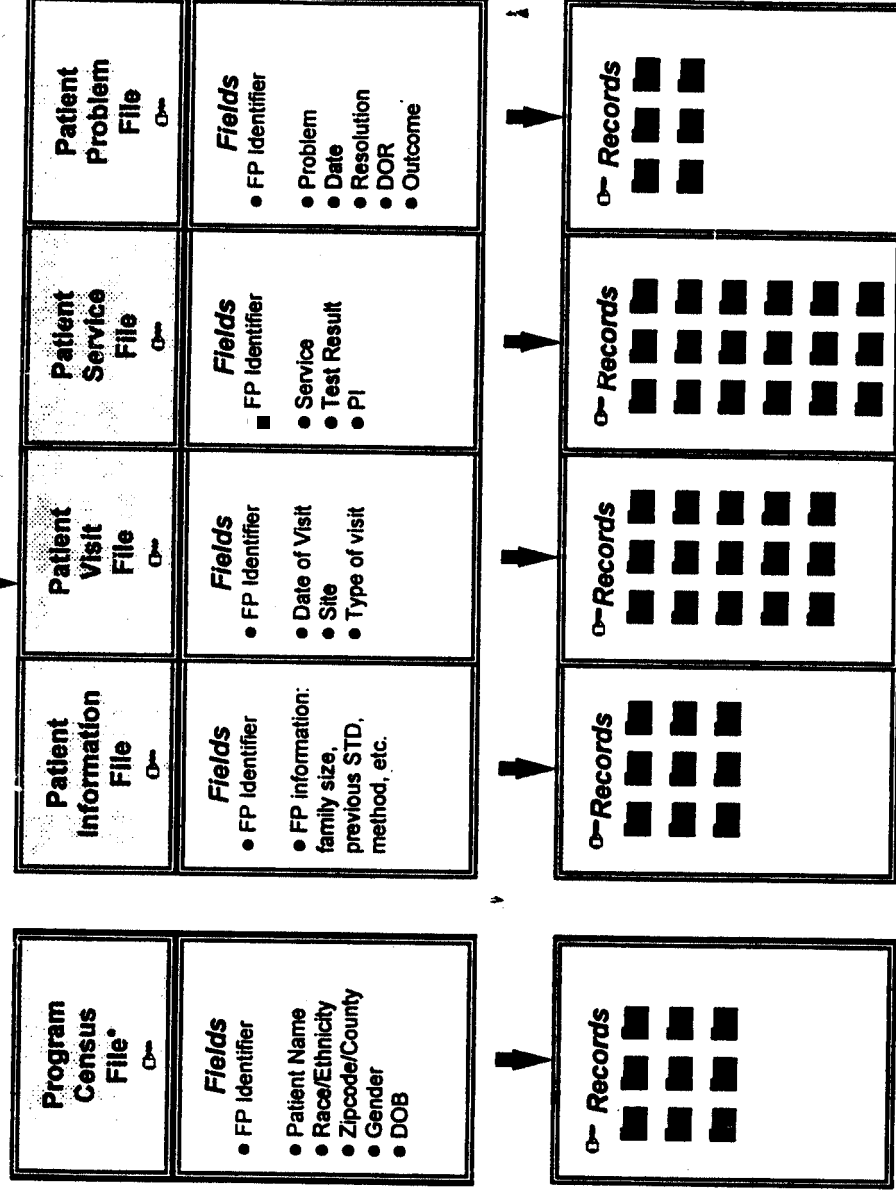 Program
Census
File*
Fields
• FP Identifier
• Patient Name
• Race/Ethnicity
• Zipcode/County
• Gender
• DOB
Records
Patient
Information
File
Fields
• FP Identifier
• FP information:
family size,
previous STD,
method, etc.
Records
Patient
Visit
File
Fields
• FP Identifier
• Date of Visit
• Site
• Type of visit
Records
Patient
Service
File
Fields
■ FP Identifier
• Service
• Test Result
• PI
Records
Patient
Problem
File
Fields
• FP Identifier
• Problem
• Date
• Resolution
• DOR
• Outcome
Records